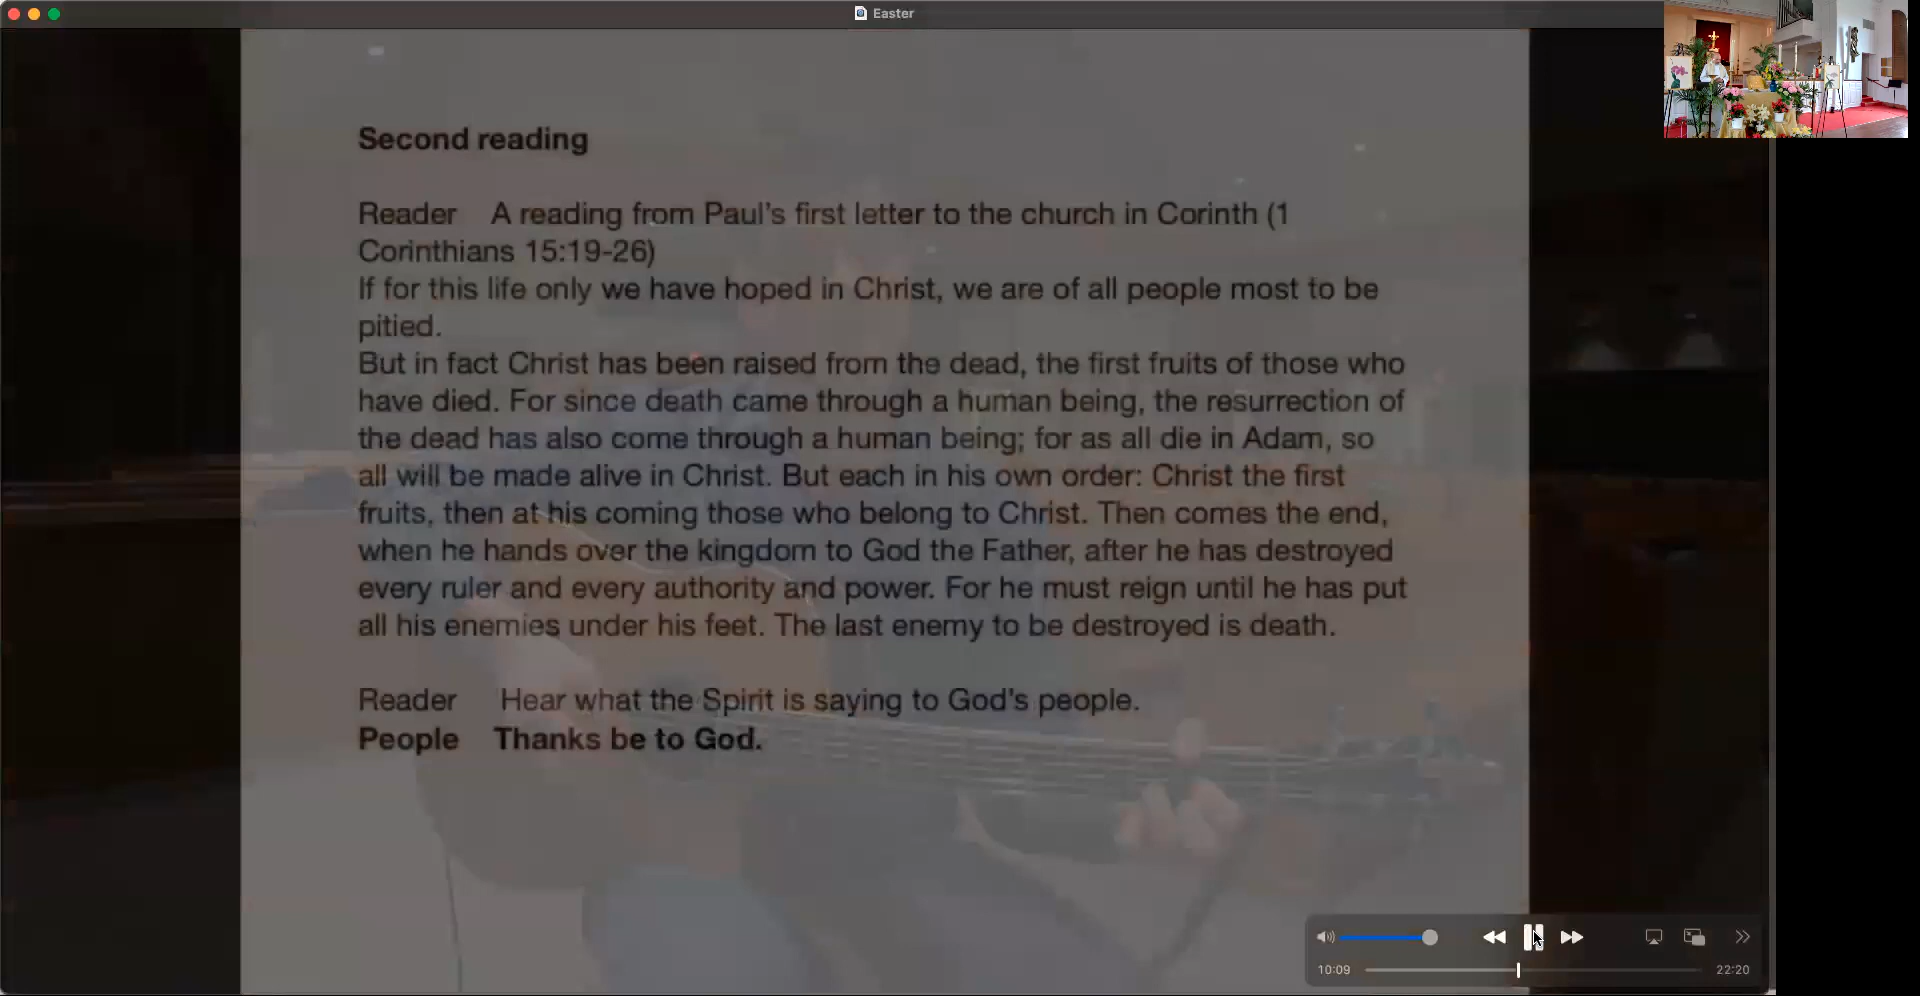 Easter
Second reading
Reader A reading from Paul's first letter to the church in Corinth (1
Corinthians 15:19-26)
If for this life only we have hoped in Christ, we are of all people most to be
pitied.
But in fact Christ has been raised from the dead, the first fruits of those who
have died. For since death came through a human being, the resurrection of
the dead has also come through a human being; for as all die in Adam, so
all will be made alive in Christ. But each in his own order: Christ the first
fruits, then at his coming those who belong to Christ. Then comes the end,
when he hands over the kingdom to God the Father, after he has destroyed
every ruler and every authority and power. For he must reign until he has put
all his enemies under his feet. The last enemy to be destroyed is death.
Reader Hear what the Spirit is saying to God's people.
People Thanks be to God.
10:09 22:20